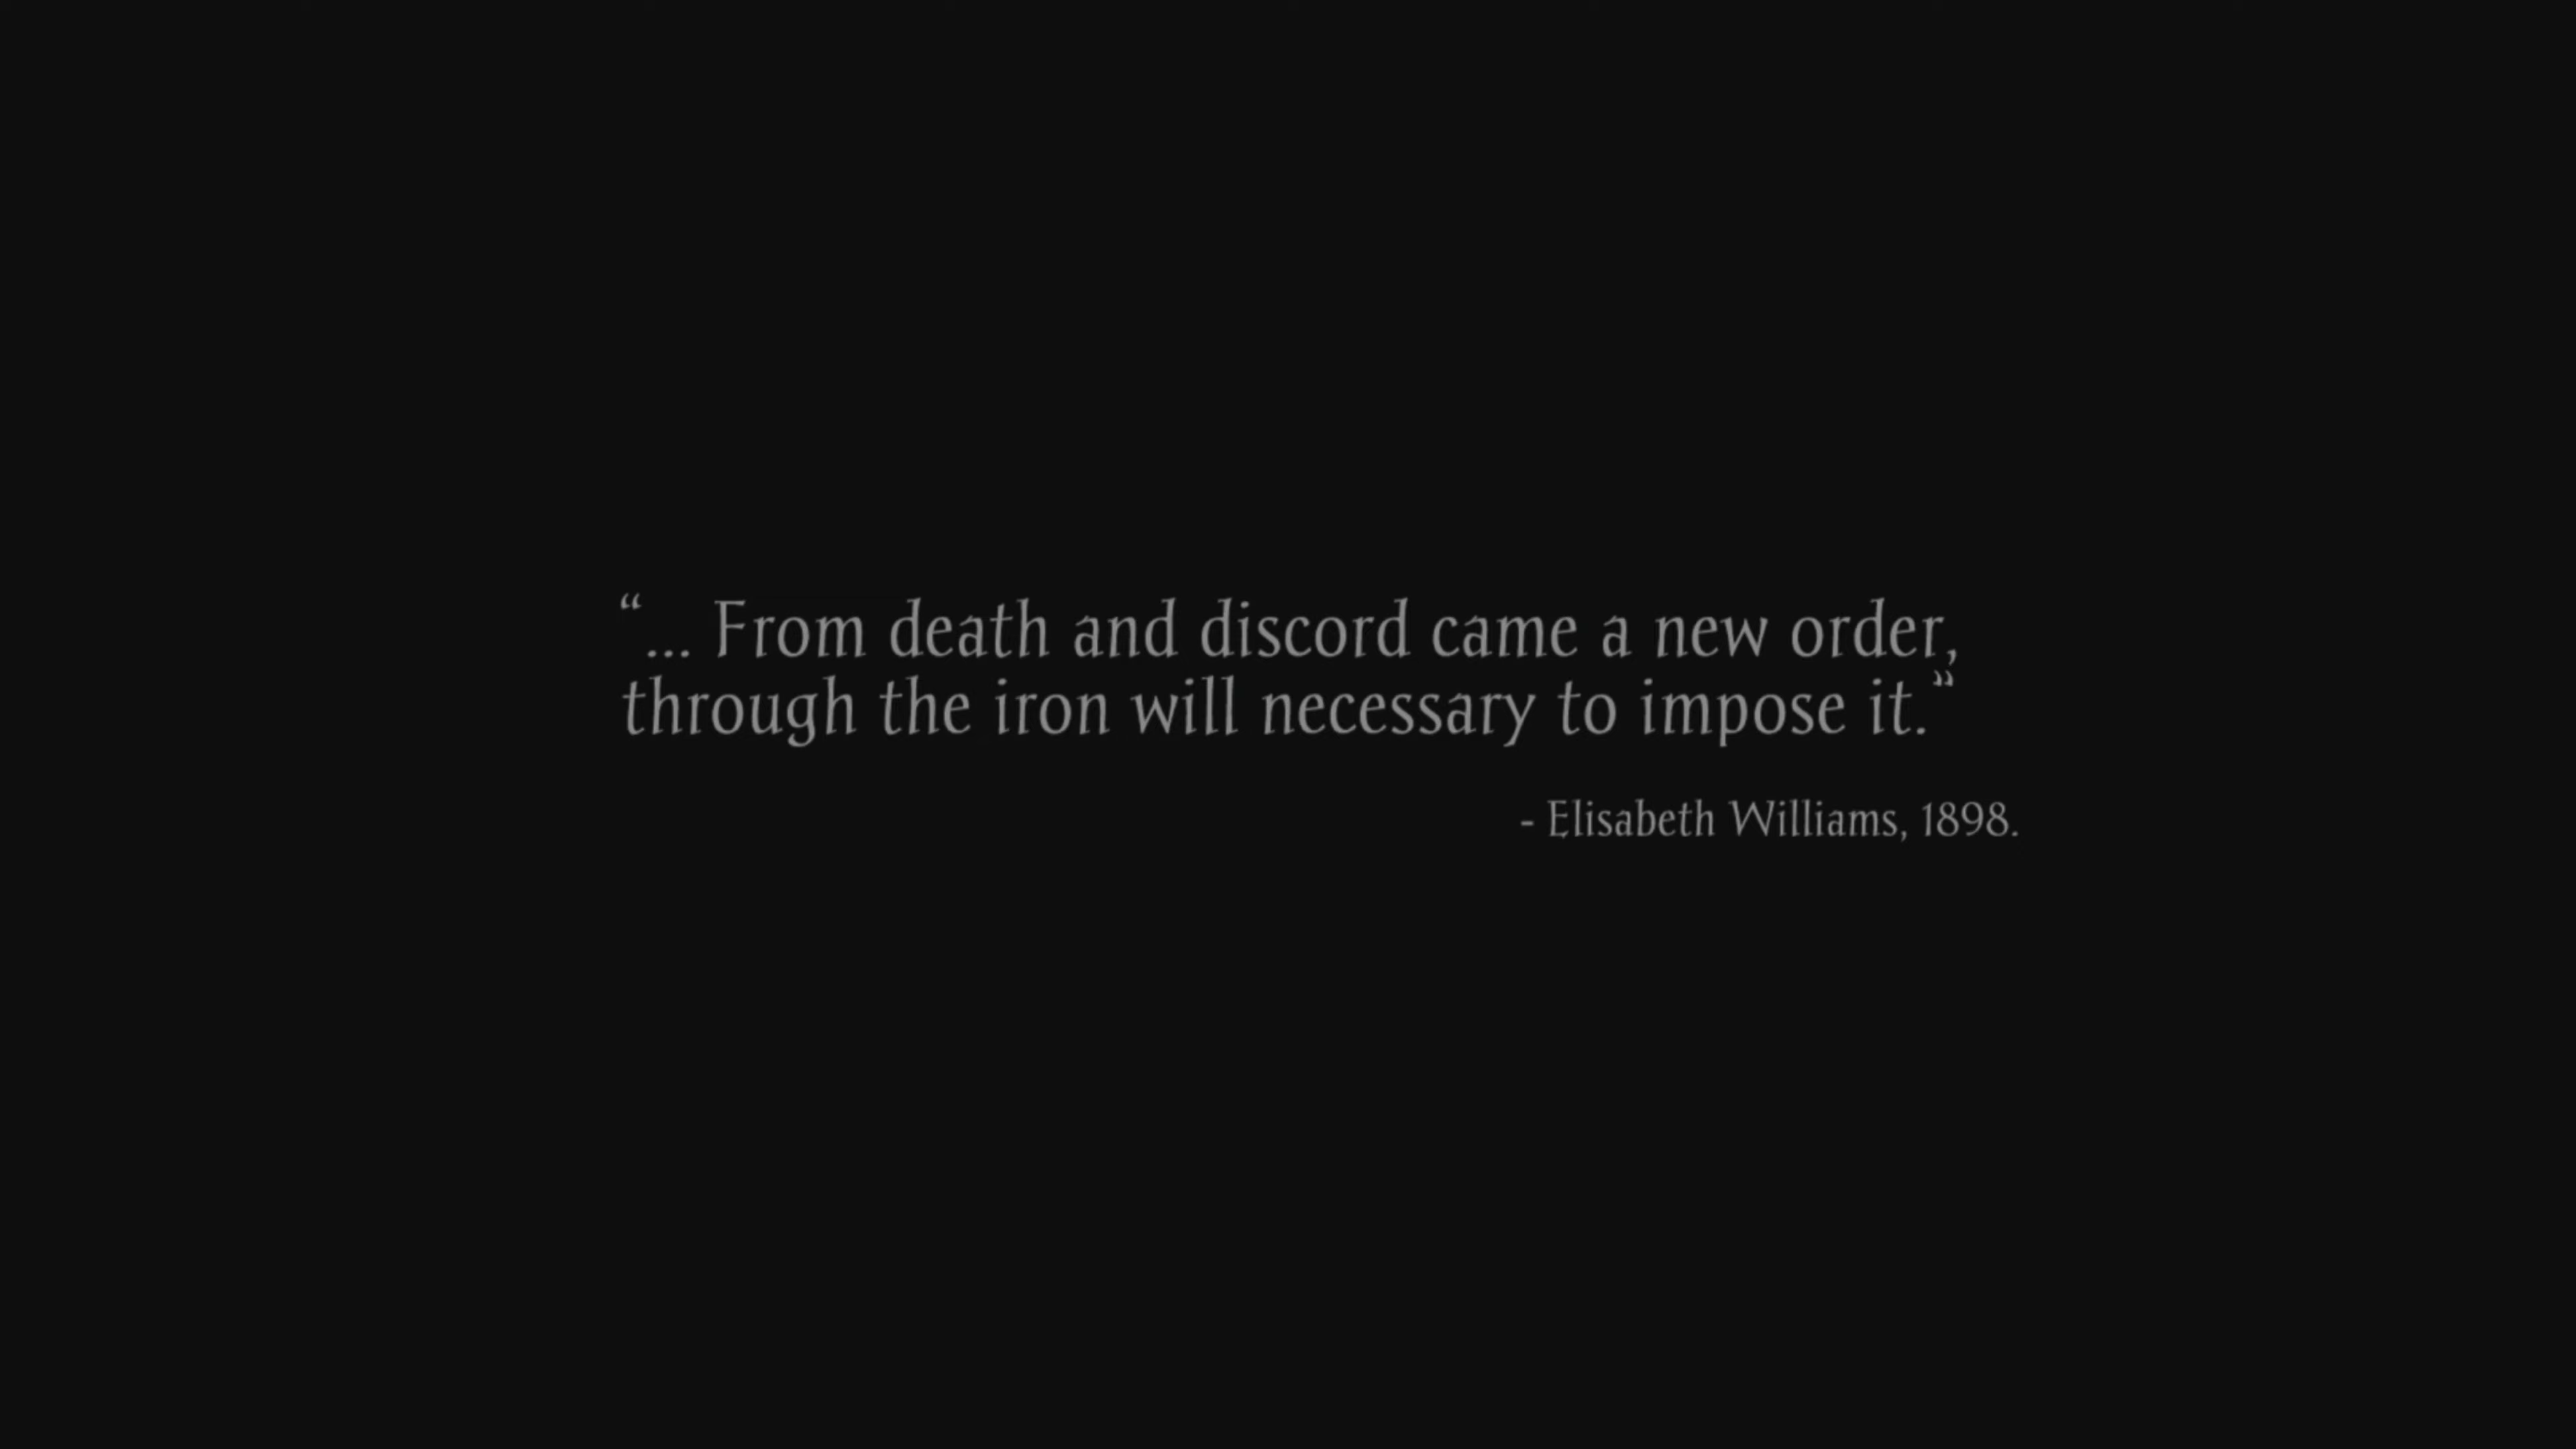 “... From death and discord came a new order,
through the iron will necessary to impose it.”
- Elisabeth Williams, 1898.